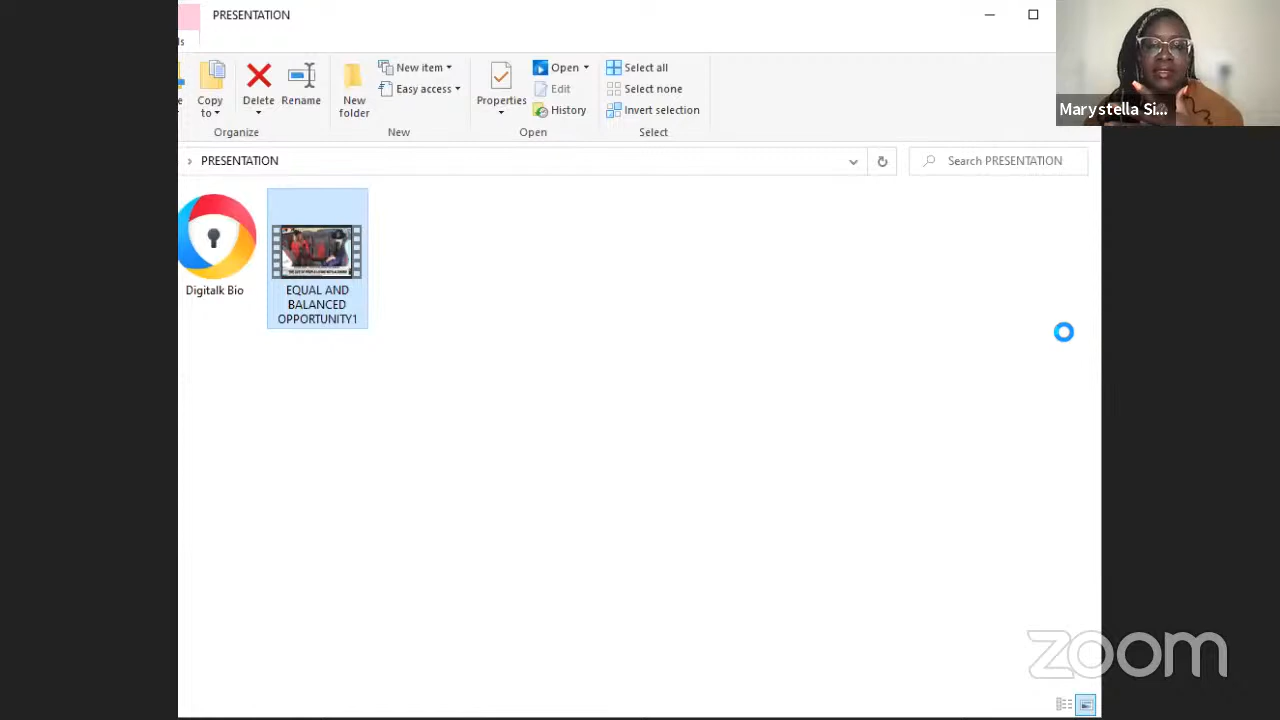 PRESENTATION
ls
Copy to
Delete
Rename
Organize
New folder
New item
Easy access
New
Properties
Open
Edit
History
Open
Select all
Select none
Invert selection
Select
Marystella Si...
PRESENTATION
Search PRESENTATION
Digitalk Bio
EQUAL AND
BALANCED
OPPORTUNITY1
zoom